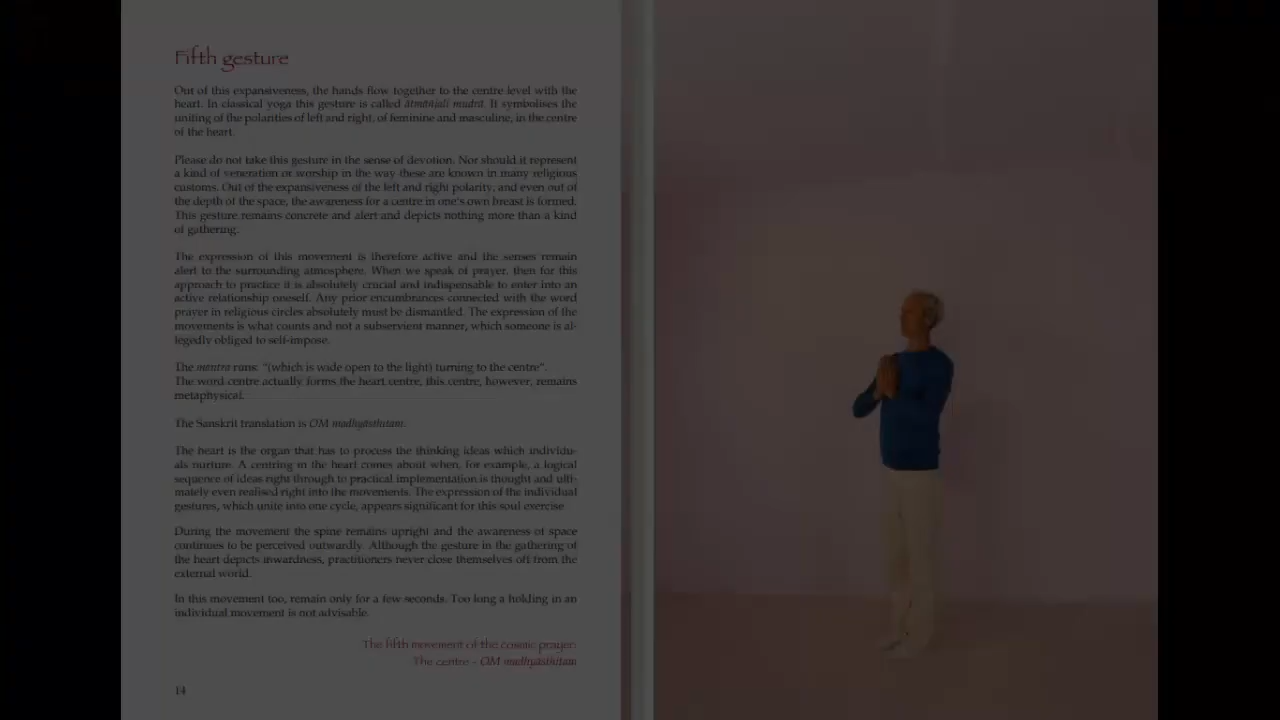 Fifth gesture
Out of this expansiveness, the hands flow together to the centre level with the
heart. In classical yoga this gesture is called ātmāñjali mudrā. It symbolises the
uniting of the polarities of left and right, of feminine and masculine, in the centre
of the heart.
Please do not take this gesture in the sense of devotion. Nor should it represent
a kind of veneration or worship in the way these are known in many religious
customs. Out of the expansiveness of the left and right polarity, and even out of
the depth of the space, the awareness for a centre in one's own breast is formed.
This gesture remains concrete and alert and depicts nothing more than a kind
of gathering.
The expression of this movement is therefore active and the senses remain
alert to the surrounding atmosphere. When we speak of prayer, then for this
approach to practice it is absolutely crucial and indispensable to enter into an
active relationship oneself. Any prior encumbrances connected with the word
prayer in religious circles absolutely must be dismantled. The expression of the
movements is what counts and not a subservient manner, which someone is al-
legedly obliged to self-impose.
The mantra runs: "(which is wide open to the light) turning to the centre".
The word centre actually forms the heart centre, this centre, however, remains
metaphysical.
The Sanskrit translation is OM madhyāsthitam.
The heart is the organ that has to process the thinking ideas which individu-
als nurture. A centring in the heart comes about when, for example, a logical
sequence of ideas right through to practical implementation is thought and ulti-
mately even realised right into the movements. The expression of the individual
gestures, which unite into one cycle, appears significant for this soul exercise
During the movement the spine remains upright and the awareness of space
continues to be perceived outwardly. Although the gesture in the gathering of
the heart depicts inwardness, practitioners never close themselves off from the
external world.
In this movement too, remain only for a few seconds. Too long a holding in an
individual movement is not advisable.
The fifth movement of the cosmic prayer:
The centre – OM madhyāsthitam
14